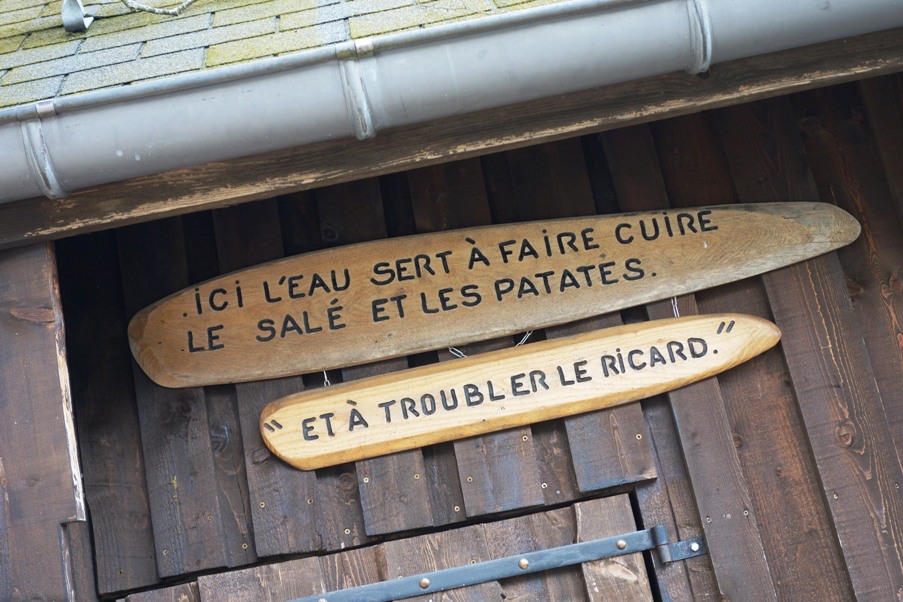 .ICI L'EAU SERT À FAIRE CUIRE
LE SALÉ ET LES PATATES.
" ET À TROUBLER LE RICARD."